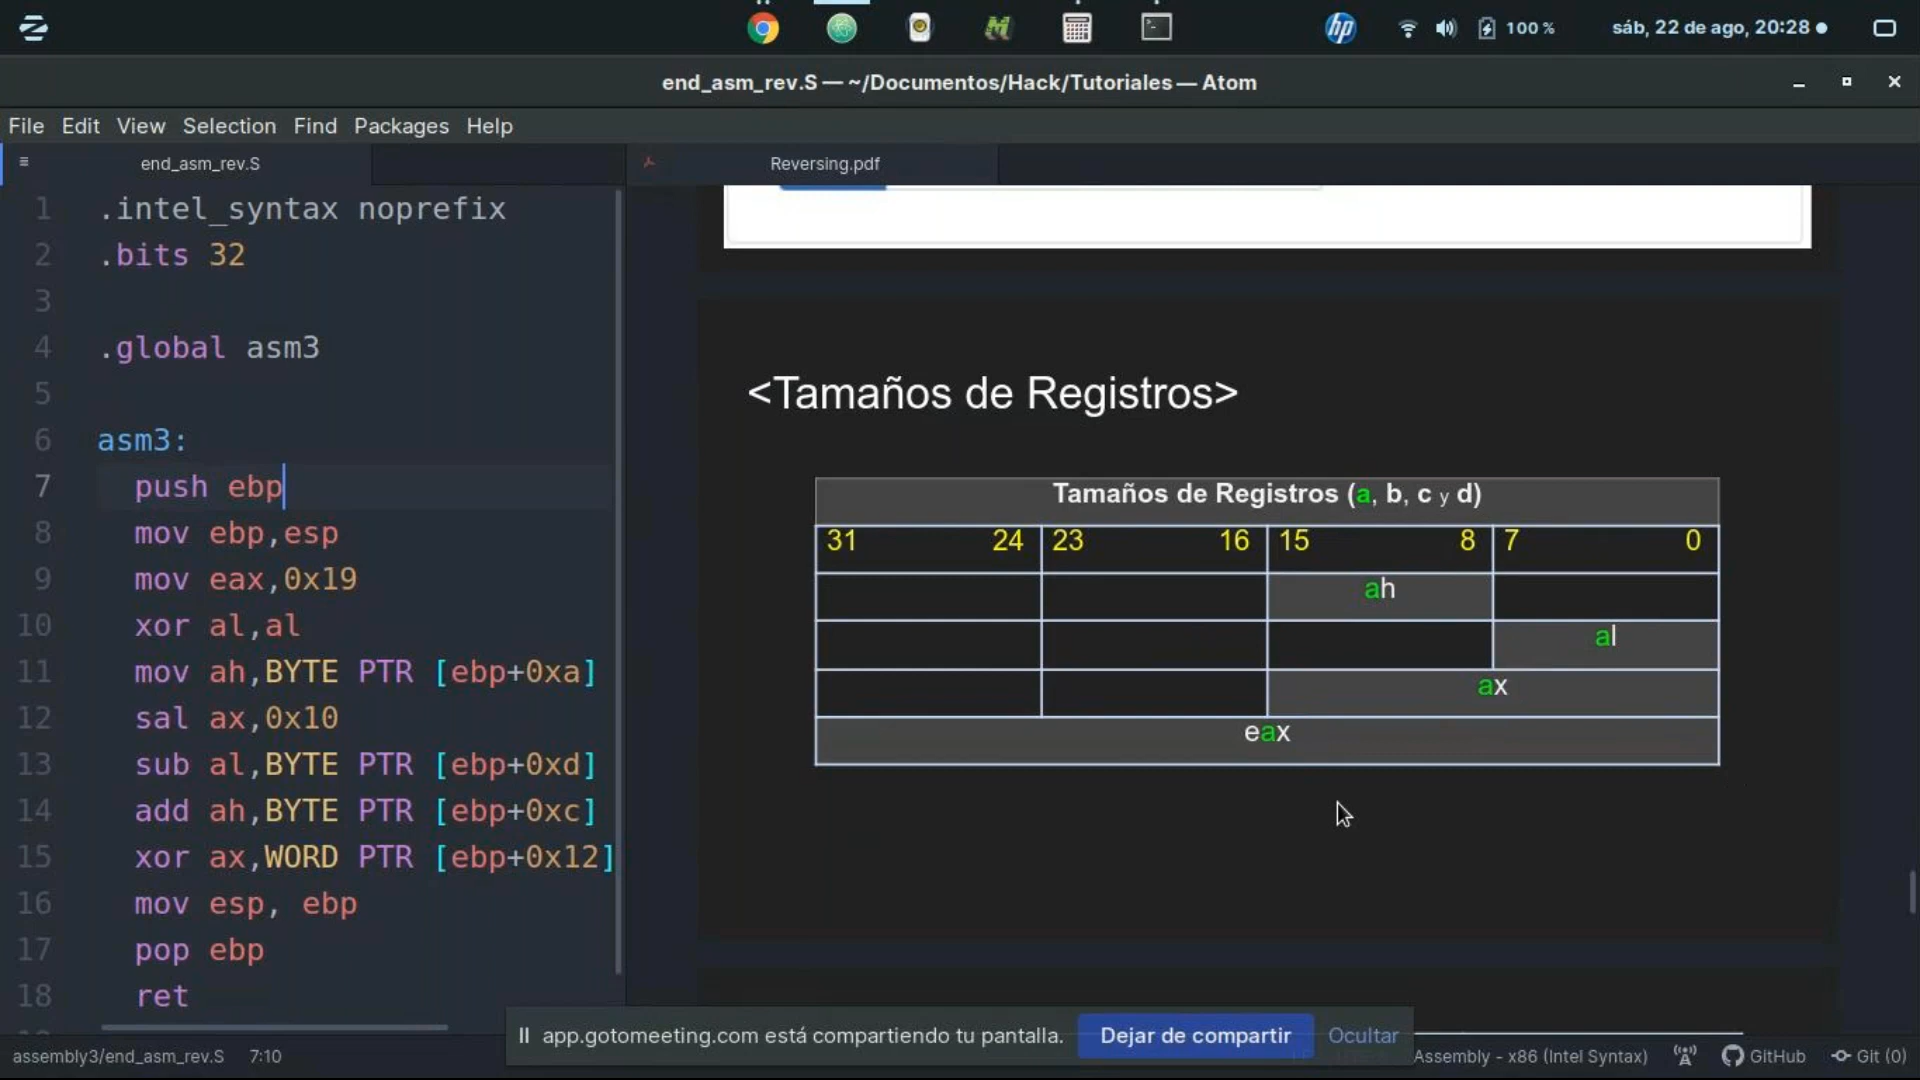 100 %
sáb, 22 de ago, 20:28
end_asm_rev.S — ~/Documentos/Hack/Tutoriales — Atom
File Edit View Selection Find Packages Help
end_asm_rev.S
Reversing.pdf
1 .intel_syntax noprefix
2 .bits 32
3
4 .global asm3
5
6 asm3:
7 push ebp
8 mov ebp,esp
9 mov eax,0x19
10 xor al,al
11 mov ah,BYTE PTR [ebp+0xa]
12 sal ax,0x10
13 sub al,BYTE PTR [ebp+0xd]
14 add ah,BYTE PTR [ebp+0xc]
15 xor ax,WORD PTR [ebp+0x12]
16 mov esp, ebp
17 pop ebp
18 ret
<Tamaños de Registros>
Tamaños de Registros (a, b, c y d)
31 24 23 16 15 8 7 0
ah
al
ax
eax
app.gotomeeting.com está compartiendo tu pantalla.
Dejar de compartir
Ocultar
assembly3/end_asm_rev.S 7:10
Assembly - x86 (Intel Syntax)
GitHub
Git (0)
hp